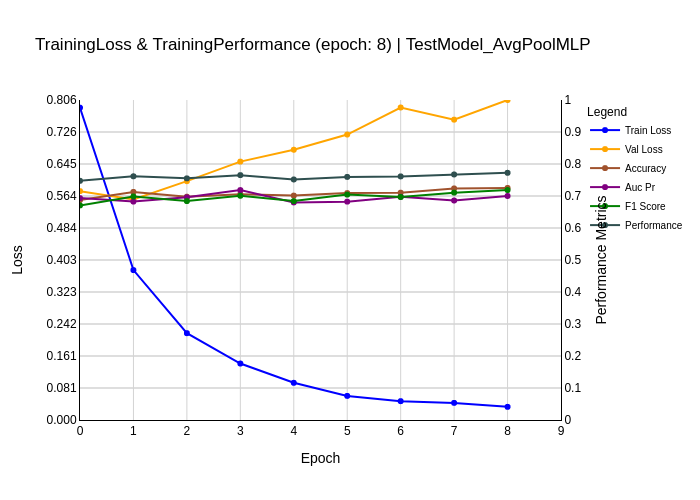 TrainingLoss & TrainingPerformance (epoch: 8) | TestModel_AvgPoolMLP
0.806
0.726
0.645
0.564
0.484
0.403
0.323
0.242
0.161
0.081
0.000
Loss
0 1 2 3 4 5 6 7 8 9
Epoch
1
0.9
0.8
0.7
0.6
0.5
0.4
0.3
0.2
0.1
0
Performance Metrics
Legend
Train Loss
Val Loss
Accuracy
Auc Pr
F1 Score
Performance